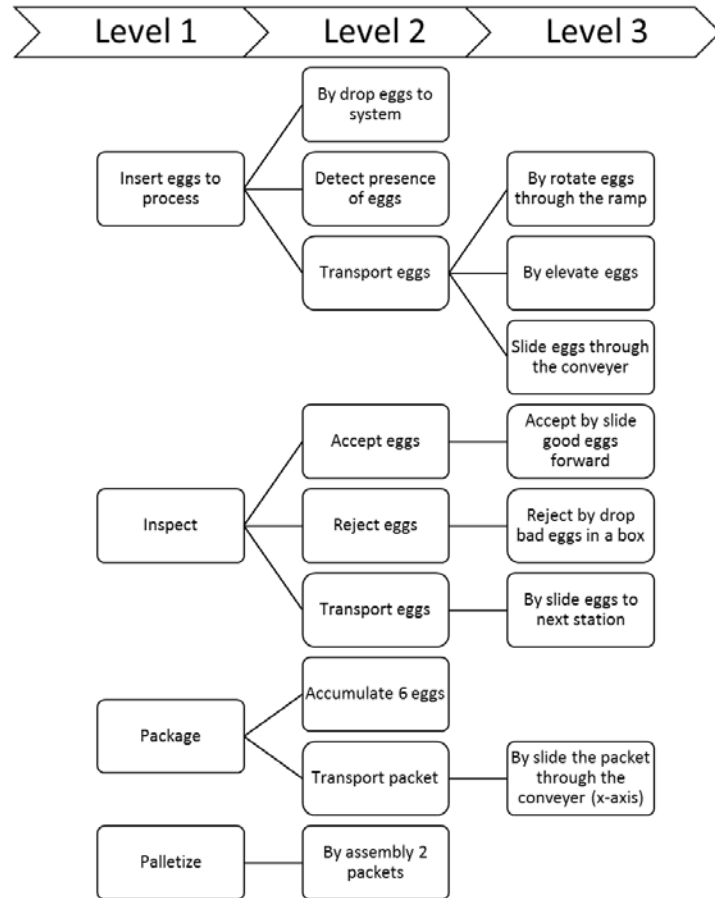 Level 1
Level 2
Level 3
By drop eggs to
system
Insert eggs to
process
Detect presence
of eggs
By rotate eggs
through the ramp
Transport eggs
By elevate eggs
Slide eggs through
the conveyer
Accept eggs
Accept by slide
good eggs
forward
Inspect
Reject eggs
Reject by drop
bad eggs in a box
Transport eggs
By slide eggs to
next station
Accumulate 6 eggs
Package
Transport packet
By slide the packet
through the
conveyer (x-axis)
Palletize
By assembly 2
packets